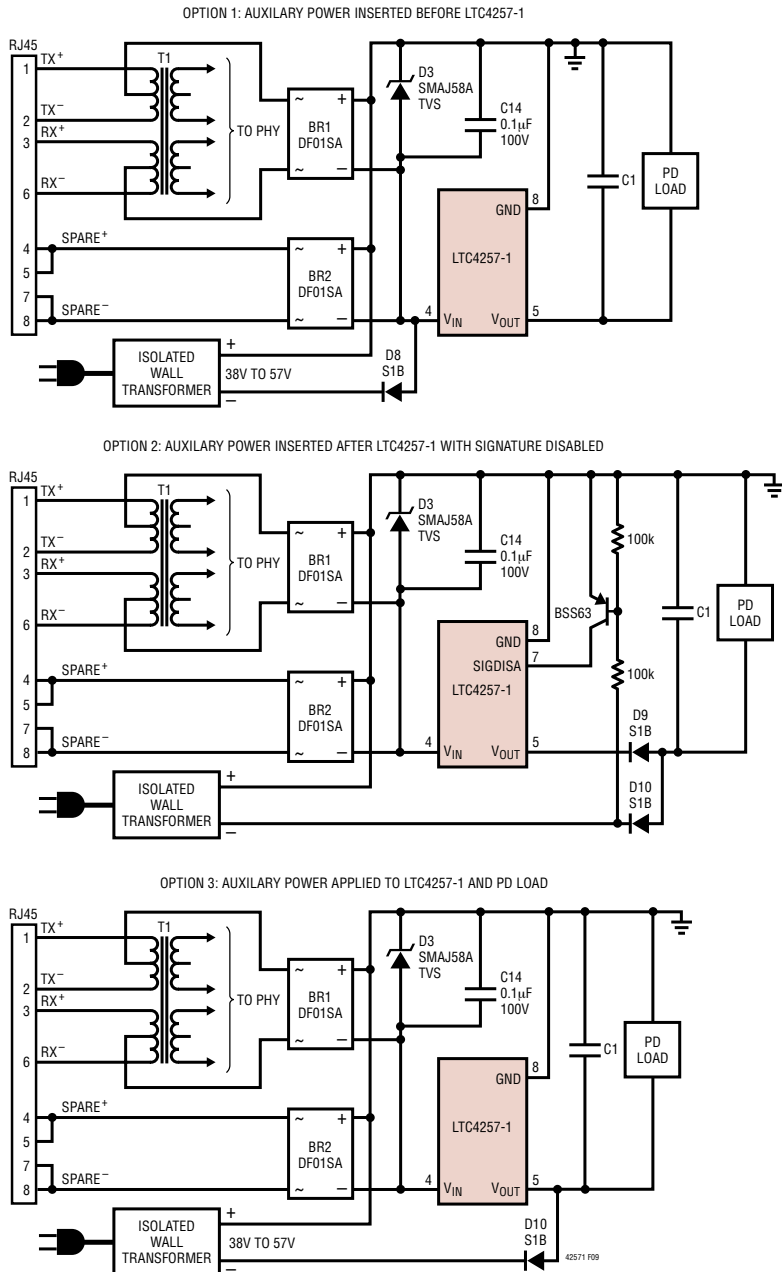 OPTION 1: AUXILARY POWER INSERTED BEFORE LTC4257-1
RJ45
1
TX+
T1
TX−
2
RX+
3
RX−
6
TO PHY
~
+
BR1
DF01SA
~
−
D3
SMAJ58A
TVS
C14
0.1µF
100V
C1
PD
LOAD
GND
8
LTC4257-1
4
VIN
VOUT
5
4
SPARE+
5
7
8
SPARE−
~
+
BR2
DF01SA
~
−
ISOLATED
WALL
TRANSFORMER
+
38V TO 57V
−
D8
S1B
OPTION 2: AUXILARY POWER INSERTED AFTER LTC4257-1 WITH SIGNATURE DISABLED
RJ45
1
TX+
T1
TX−
2
RX+
3
RX−
6
TO PHY
~
+
BR1
DF01SA
~
−
D3
SMAJ58A
TVS
C14
0.1µF
100V
100k
BSS63
100k
C1
PD
LOAD
GND
8
SIGDISA
7
LTC4257-1
4
VIN
VOUT
5
D9
S1B
4
SPARE+
5
7
8
SPARE−
~
+
BR2
DF01SA
~
−
ISOLATED
WALL
TRANSFORMER
+
−
D10
S1B
OPTION 3: AUXILARY POWER APPLIED TO LTC4257-1 AND PD LOAD
RJ45
1
TX+
T1
TX−
2
RX+
3
RX−
6
TO PHY
~
+
BR1
DF01SA
~
−
D3
SMAJ58A
TVS
C14
0.1µF
100V
C1
PD
LOAD
GND
8
LTC4257-1
4
VIN
VOUT
5
4
SPARE+
5
7
8
SPARE−
~
+
BR2
DF01SA
~
−
ISOLATED
WALL
TRANSFORMER
+
38V TO 57V
−
D10
S1B
42571 F09